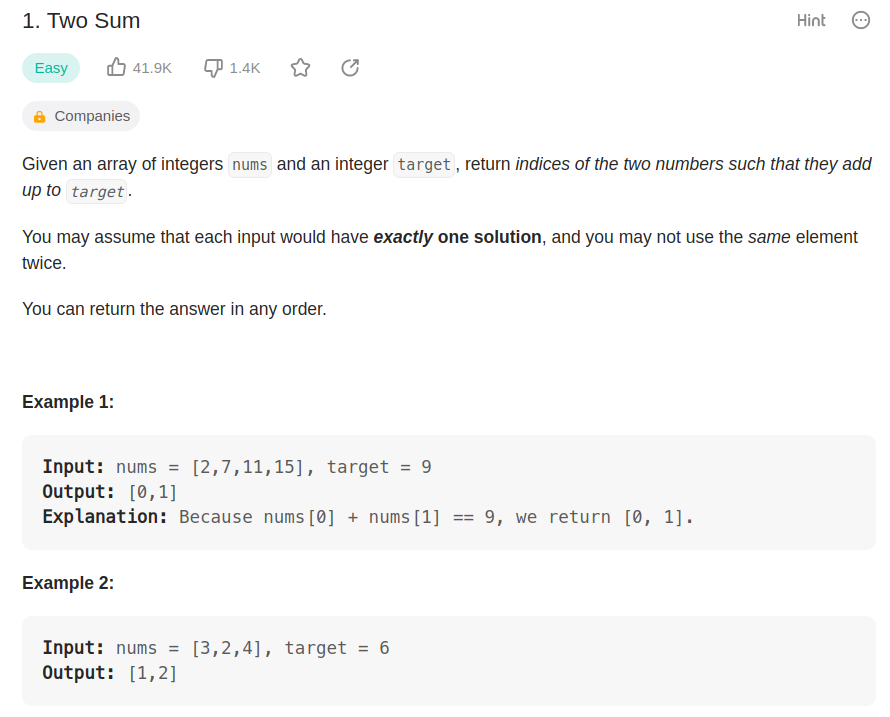 1. Two Sum
Hint
Easy 41.9K 1.4K
Companies
Given an array of integers nums and an integer target, return indices of the two numbers such that they add
up to target.
You may assume that each input would have exactly one solution, and you may not use the same element
twice.
You can return the answer in any order.
Example 1:
Input: nums = [2,7,11,15], target = 9
Output: [0,1]
Explanation: Because nums[0] + nums[1] == 9, we return [0, 1].
Example 2:
Input: nums = [3,2,4], target = 6
Output: [1,2]